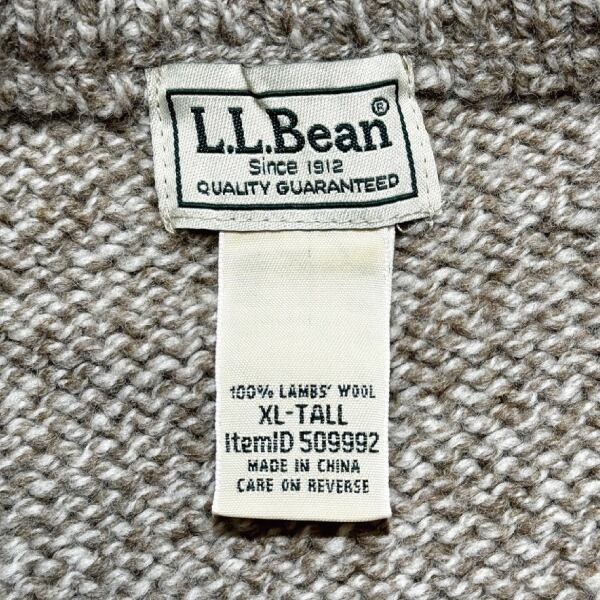 L.L.Bean®
Since 1912
QUALITY GUARANTEED
100% LAMBS' WOOL
XL-TALL
ItemID 509992
MADE IN CHINA
CARE ON REVERSE